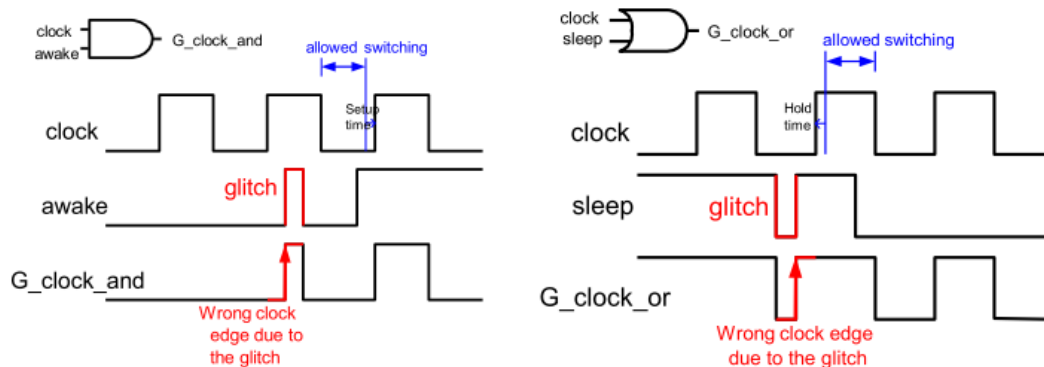 clock
awake
G_clock_and
allowed switching
clock
Setup
time
glitch
awake
G_clock_and
Wrong clock
edge due to
the glitch
clock
sleep
G_clock_or
allowed switching
clock
Hold
time
sleep
glitch
G_clock_or
Wrong clock edge
due to the glitch